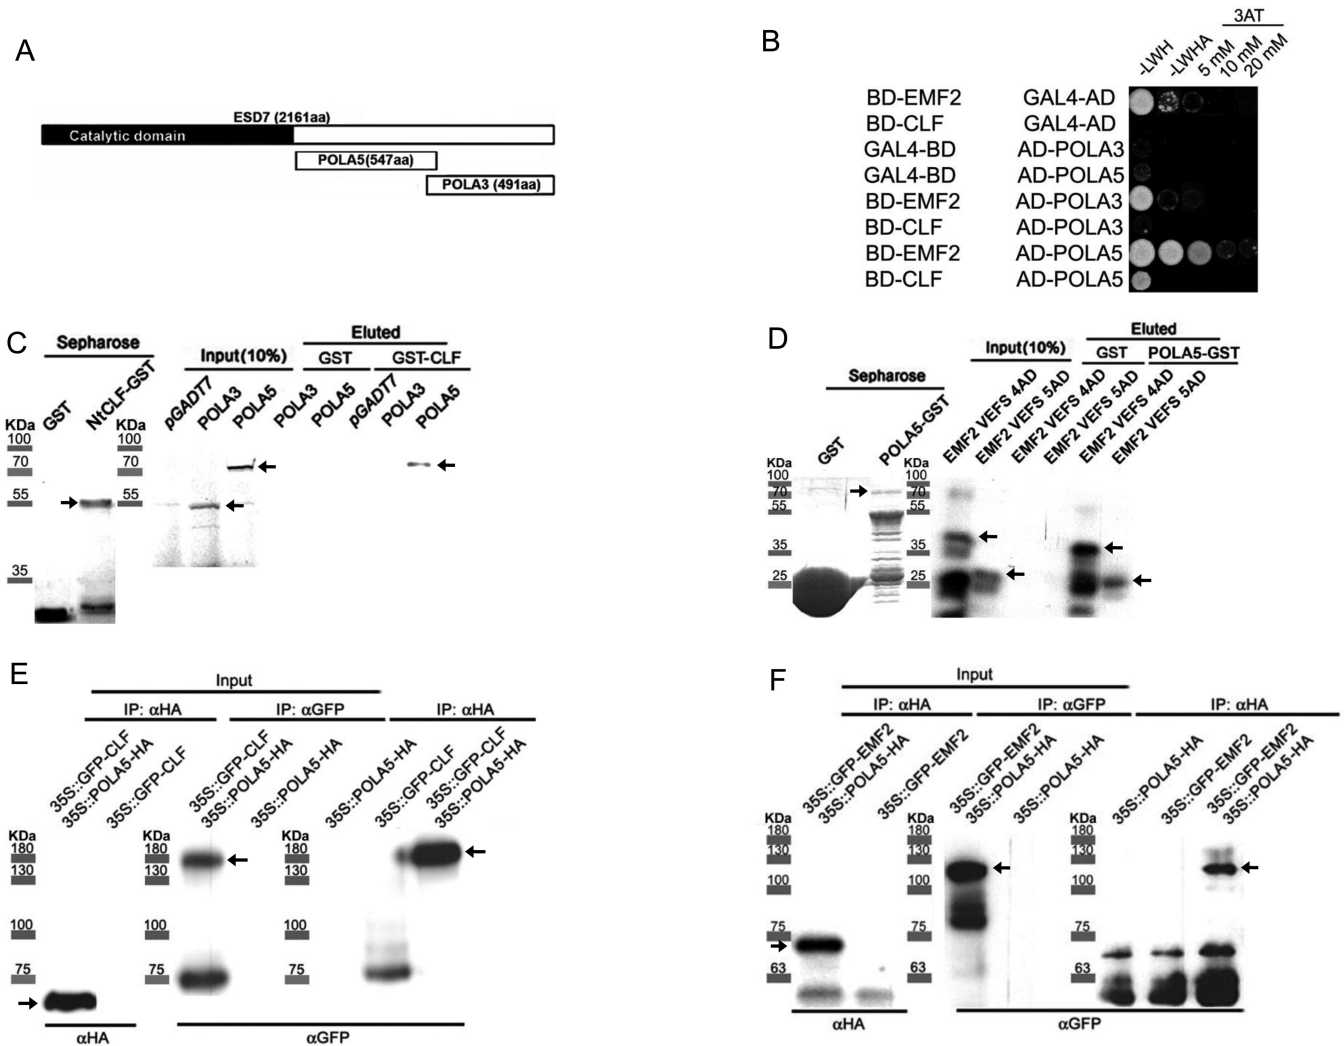 A
ESD7 (2161aa)
Catalytic domain
POLA5(547aa)
POLA3 (491aa)
B
3AT
-LWH
-LWHA
5 mM
10 mM
20 mM
BD-EMF2 GAL4-AD
BD-CLF GAL4-AD
GAL4-BD AD-POLA3
GAL4-BD AD-POLA5
BD-EMF2 AD-POLA3
BD-CLF AD-POLA3
BD-EMF2 AD-POLA5
BD-CLF AD-POLA5
C
Sepharose
Input(10%)
Eluted
GST
GST-CLF
GST
NtCLF-GST
pGADT7
POLA3
POLA5
POLA3
POLA5
pGADT7
POLA3
POLA5
KDa
100
70
55
35
KDa
100
70
55
D
Sepharose
Input(10%)
Eluted
GST
POLA5-GST
GST
POLA5-GST
EMF2 VEFS 4AD
EMF2 VEFS 5AD
EMF2 VEFS 4AD
EMF2 VEFS 5AD
EMF2 VEFS 4AD
EMF2 VEFS 5AD
KDa
100
70
55
35
25
KDa
100
70
55
35
25
E
Input
IP: αHA
IP: αGFP
IP: αHA
35S::GFP-CLF
35S::POLA5-HA
35S::GFP-CLF
35S::GFP-CLF
35S::POLA5-HA
35S::POLA5-HA
35S::POLA5-HA
35S::GFP-CLF
35S::GFP-CLF
35S::POLA5-HA
KDa
180
130
100
75
KDa
180
130
100
75
KDa
180
130
100
75
αHA
αGFP
F
Input
IP: αHA
IP: αGFP
IP: αHA
35S::GFP-EMF2
35S::POLA5-HA
35S::GFP-EMF2
35S::GFP-EMF2
35S::POLA5-HA
35S::POLA5-HA
35S::POLA5-HA
35S::GFP-EMF2
35S::GFP-EMF2
35S::POLA5-HA
KDa
180
130
100
75
63
KDa
180
130
100
75
63
KDa
180
130
100
75
63
αHA
αGFP